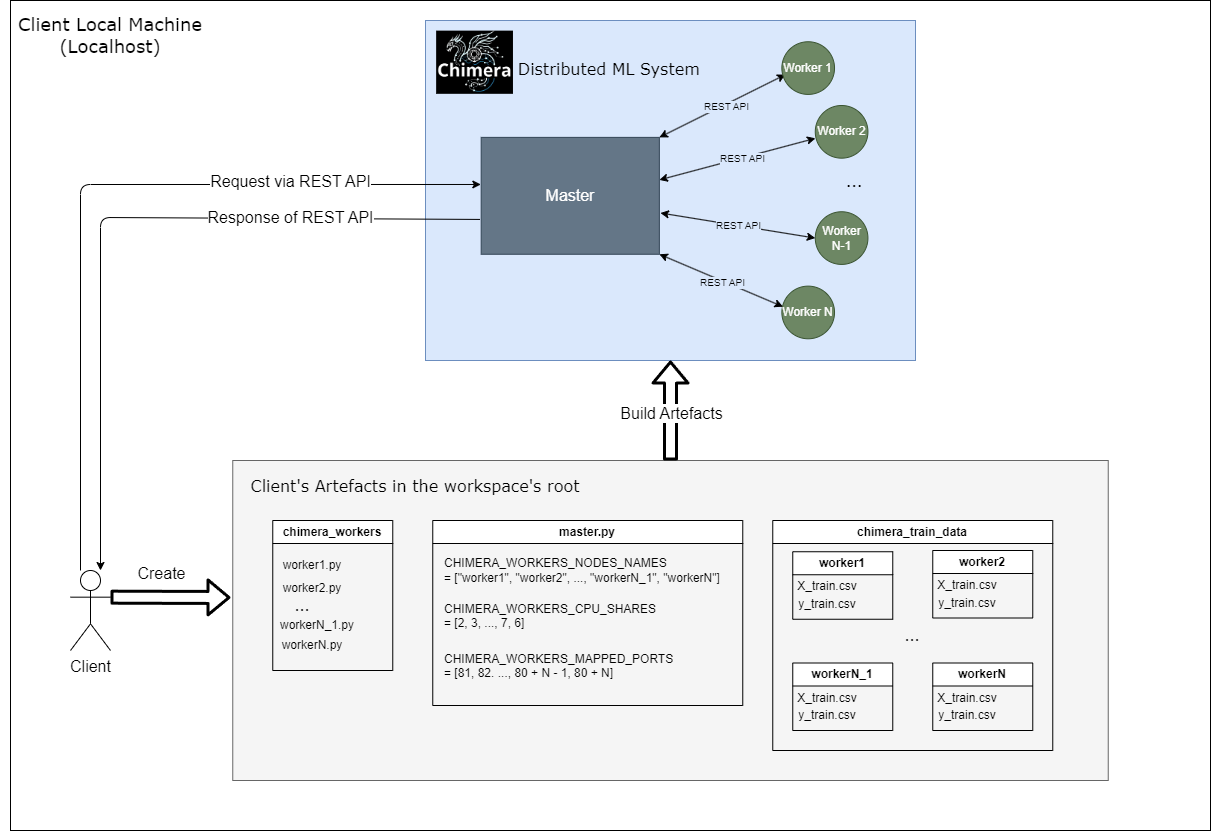 Client Local Machine
(Localhost)
Chimera
Distributed ML System
Worker 1
REST API
Worker 2
REST API
...
Master
Request via REST API
Response of REST API
REST API
Worker
N-1
REST API
Worker N
Build Artefacts
Client's Artefacts in the workspace's root
chimera_workers
worker1.py
worker2.py
...
workerN_1.py
workerN.py
master.py
CHIMERA_WORKERS_NODES_NAMES
= ["worker1", "worker2", ..., "workerN_1", "workerN"]
CHIMERA_WORKERS_CPU_SHARES
= [2, 3, ..., 7, 6]
CHIMERA_WORKERS_MAPPED_PORTS
= [81, 82. ..., 80 + N - 1, 80 + N]
chimera_train_data
worker1
X_train.csv
y_train.csv
worker2
X_train.csv
y_train.csv
...
workerN_1
X_train.csv
y_train.csv
workerN
X_train.csv
y_train.csv
Create
Client